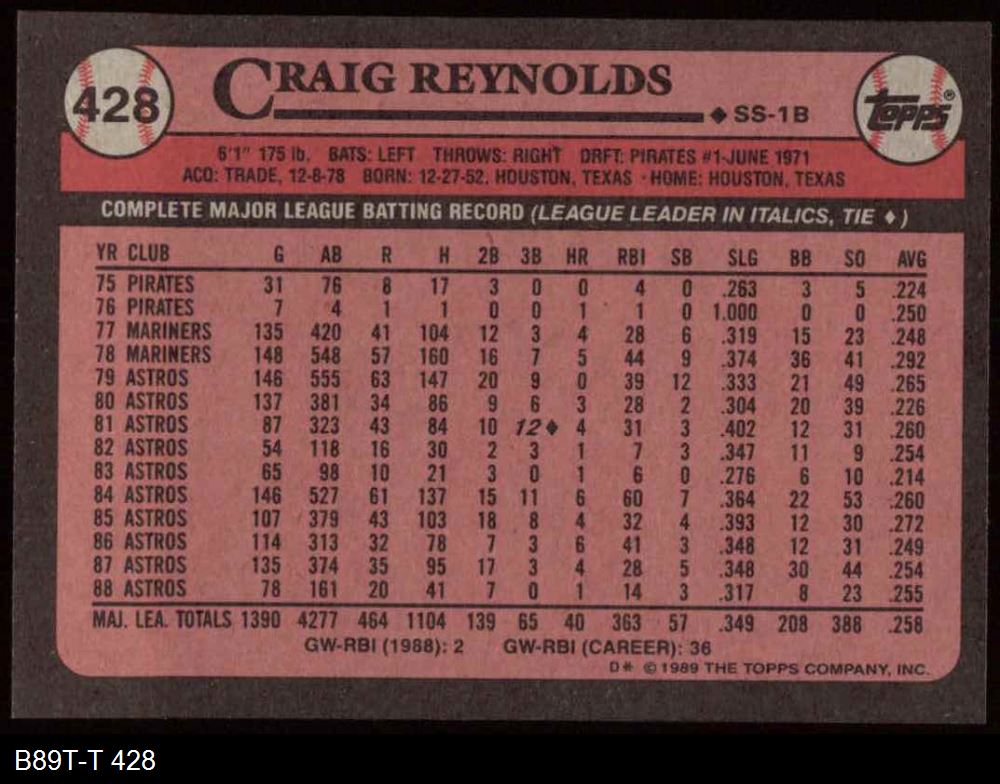 428
CRAIG REYNOLDS
◆ SS-1B
TOPPS®
6'1" 175 lb. BATS: LEFT THROWS: RIGHT DRFT: PIRATES #1-JUNE 1971
ACQ: TRADE, 12-8-78 BORN: 12-27-52, HOUSTON, TEXAS · HOME: HOUSTON, TEXAS
COMPLETE MAJOR LEAGUE BATTING RECORD (LEAGUE LEADER IN ITALICS, TIE ♦)
YR CLUB G AB R H 2B 3B HR RBI SB SLG BB SO AVG
75 PIRATES 31 76 8 17 3 0 0 4 0 .263 3 5 .224
76 PIRATES 7 4 1 1 0 0 1 1 0 1.000 0 0 .250
77 MARINERS 135 420 41 104 12 3 4 28 6 .319 15 23 .248
78 MARINERS 148 548 57 160 16 7 5 44 9 .374 36 41 .292
79 ASTROS 146 555 63 147 20 9 0 39 12 .333 21 49 .265
80 ASTROS 137 381 34 86 9 6 3 28 2 .304 20 39 .226
81 ASTROS 87 323 43 84 10 12♦ 4 31 3 .402 12 31 .260
82 ASTROS 54 118 16 30 2 3 1 7 3 .347 11 9 .254
83 ASTROS 65 98 10 21 3 0 1 6 0 .276 6 10 .214
84 ASTROS 146 527 61 137 15 11 6 60 7 .364 22 53 .260
85 ASTROS 107 379 43 103 18 8 4 32 4 .393 12 30 .272
86 ASTROS 114 313 32 78 7 3 6 41 3 .348 12 31 .249
87 ASTROS 135 374 35 95 17 3 4 28 5 .348 30 44 .254
88 ASTROS 78 161 20 41 7 0 1 14 3 .317 8 23 .255
MAJ. LEA. TOTALS 1390 4277 464 1104 139 65 40 363 57 .349 208 388 .258
GW-RBI (1988): 2 GW-RBI (CAREER): 36
D* © 1989 THE TOPPS COMPANY, INC.
B89T-T 428